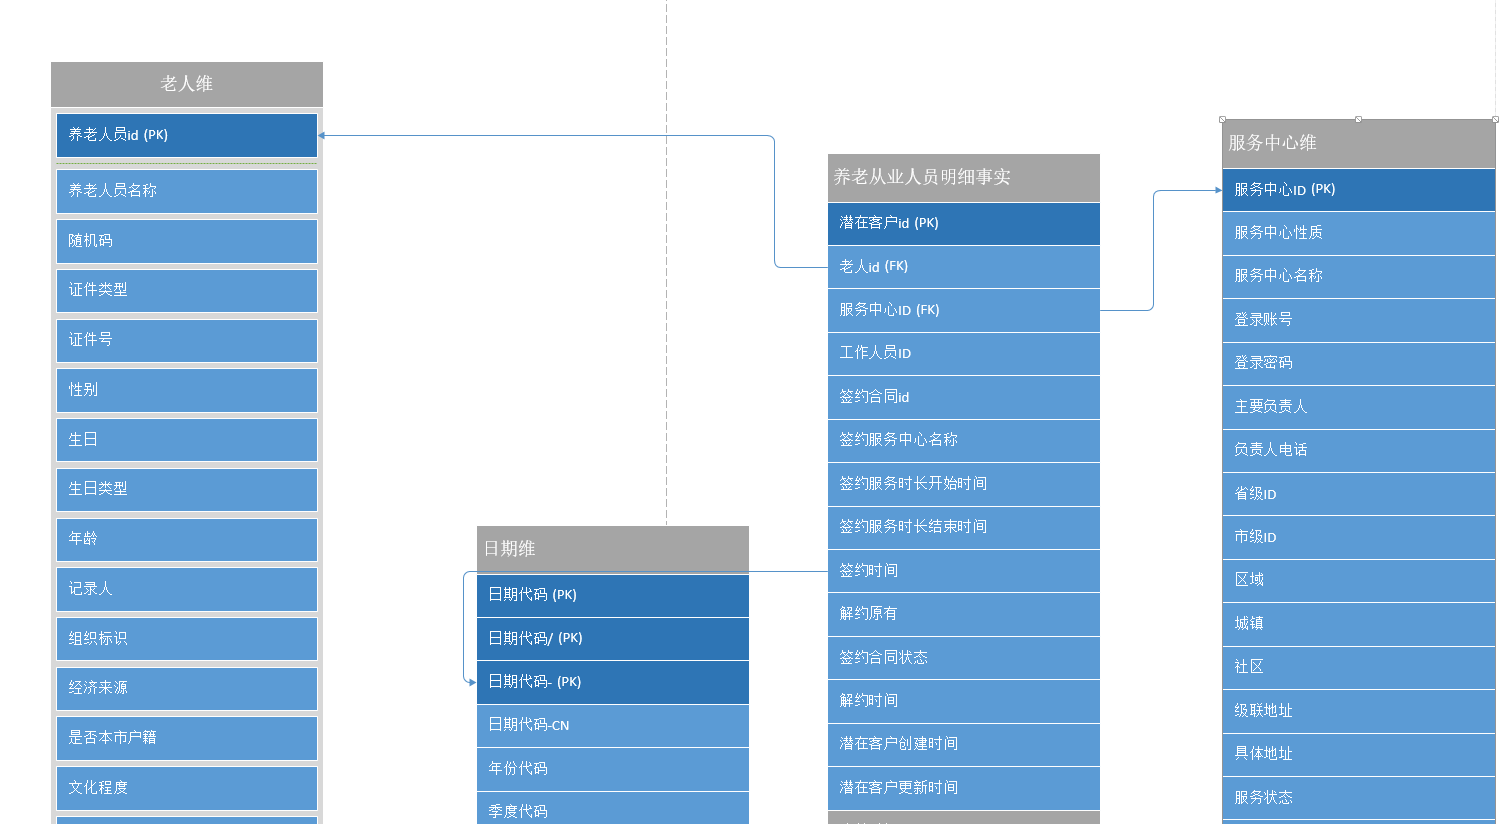 老人维
养老人员id (PK)
养老人员名称
随机码
证件类型
证件号
性别
生日
生日类型
年龄
记录人
组织标识
经济来源
是否本市户籍
文化程度
日期维
日期代码 (PK)
日期代码/ (PK)
日期代码- (PK)
日期代码-CN
年份代码
季度代码
养老从业人员明细事实
潜在客户id (PK)
老人id (FK)
服务中心ID (FK)
工作人员ID
签约合同id
签约服务中心名称
签约服务时长开始时间
签约服务时长结束时间
签约时间
解约原有
签约合同状态
解约时间
潜在客户创建时间
潜在客户更新时间
服务中心维
服务中心ID (PK)
服务中心性质
服务中心名称
登录账号
登录密码
主要负责人
负责人电话
省级ID
市级ID
区域
城镇
社区
级联地址
具体地址
服务状态